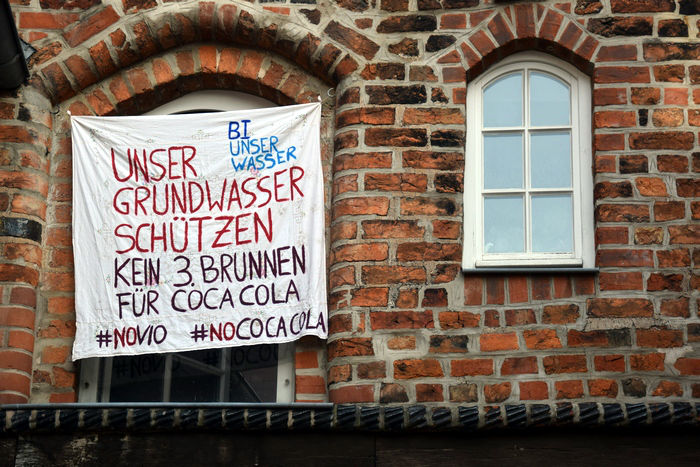 BI
UNSER
WASSER
UNSER
GRUNDWASSER
SCHÜTZEN
KEIN 3. BRUNNEN
FÜR COCA COLA
#NOVIO #NOCOCACOLA